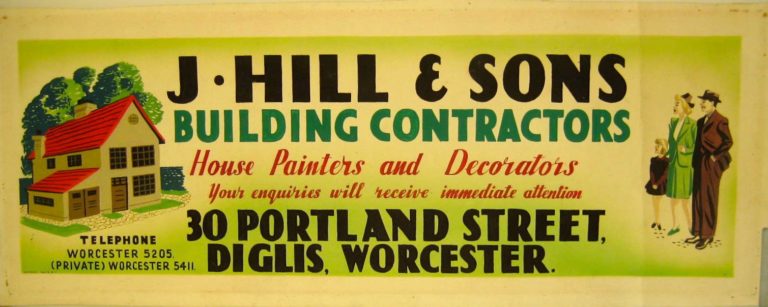 J. HILL & SONS
BUILDING CONTRACTORS
House Painters and Decorators
Your enquiries will receive immediate attention
30 PORTLAND STREET,
DIGLIS, WORCESTER.
TELEPHONE
WORCESTER 5205.
(PRIVATE) WORCESTER 5411.